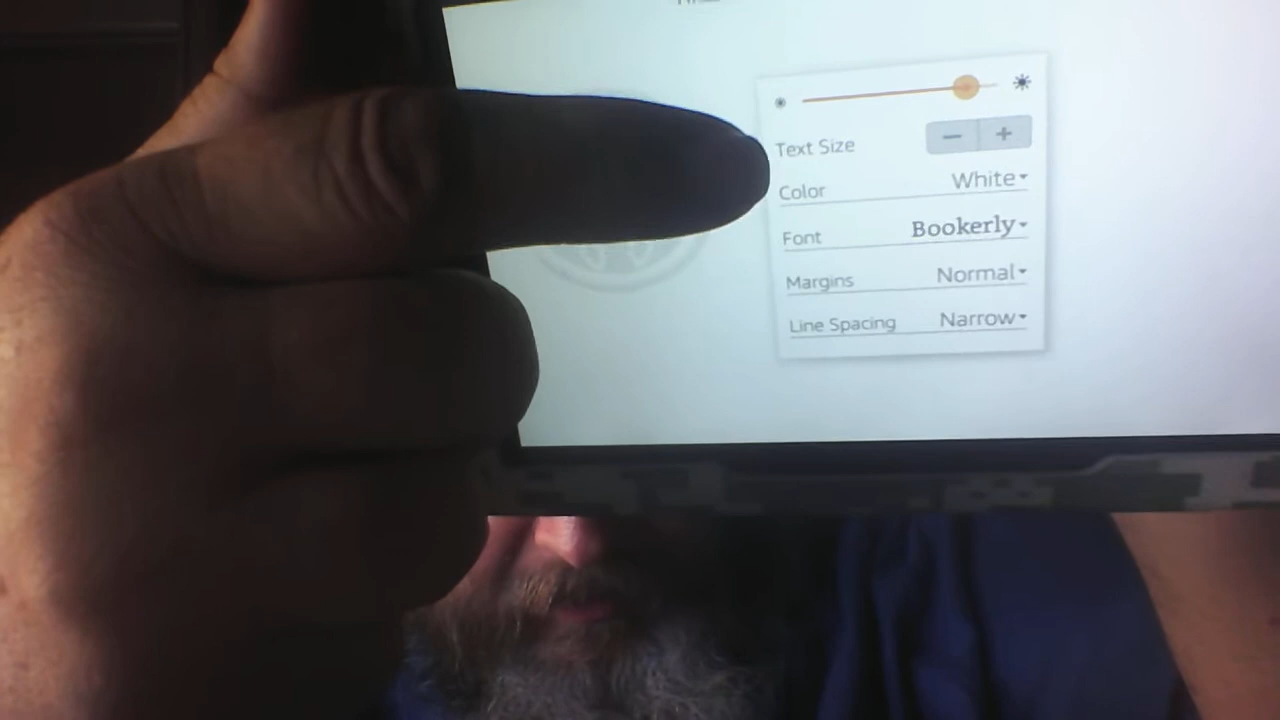 Text Size − +
Color White
Font Bookerly
Margins Normal
Line Spacing Narrow